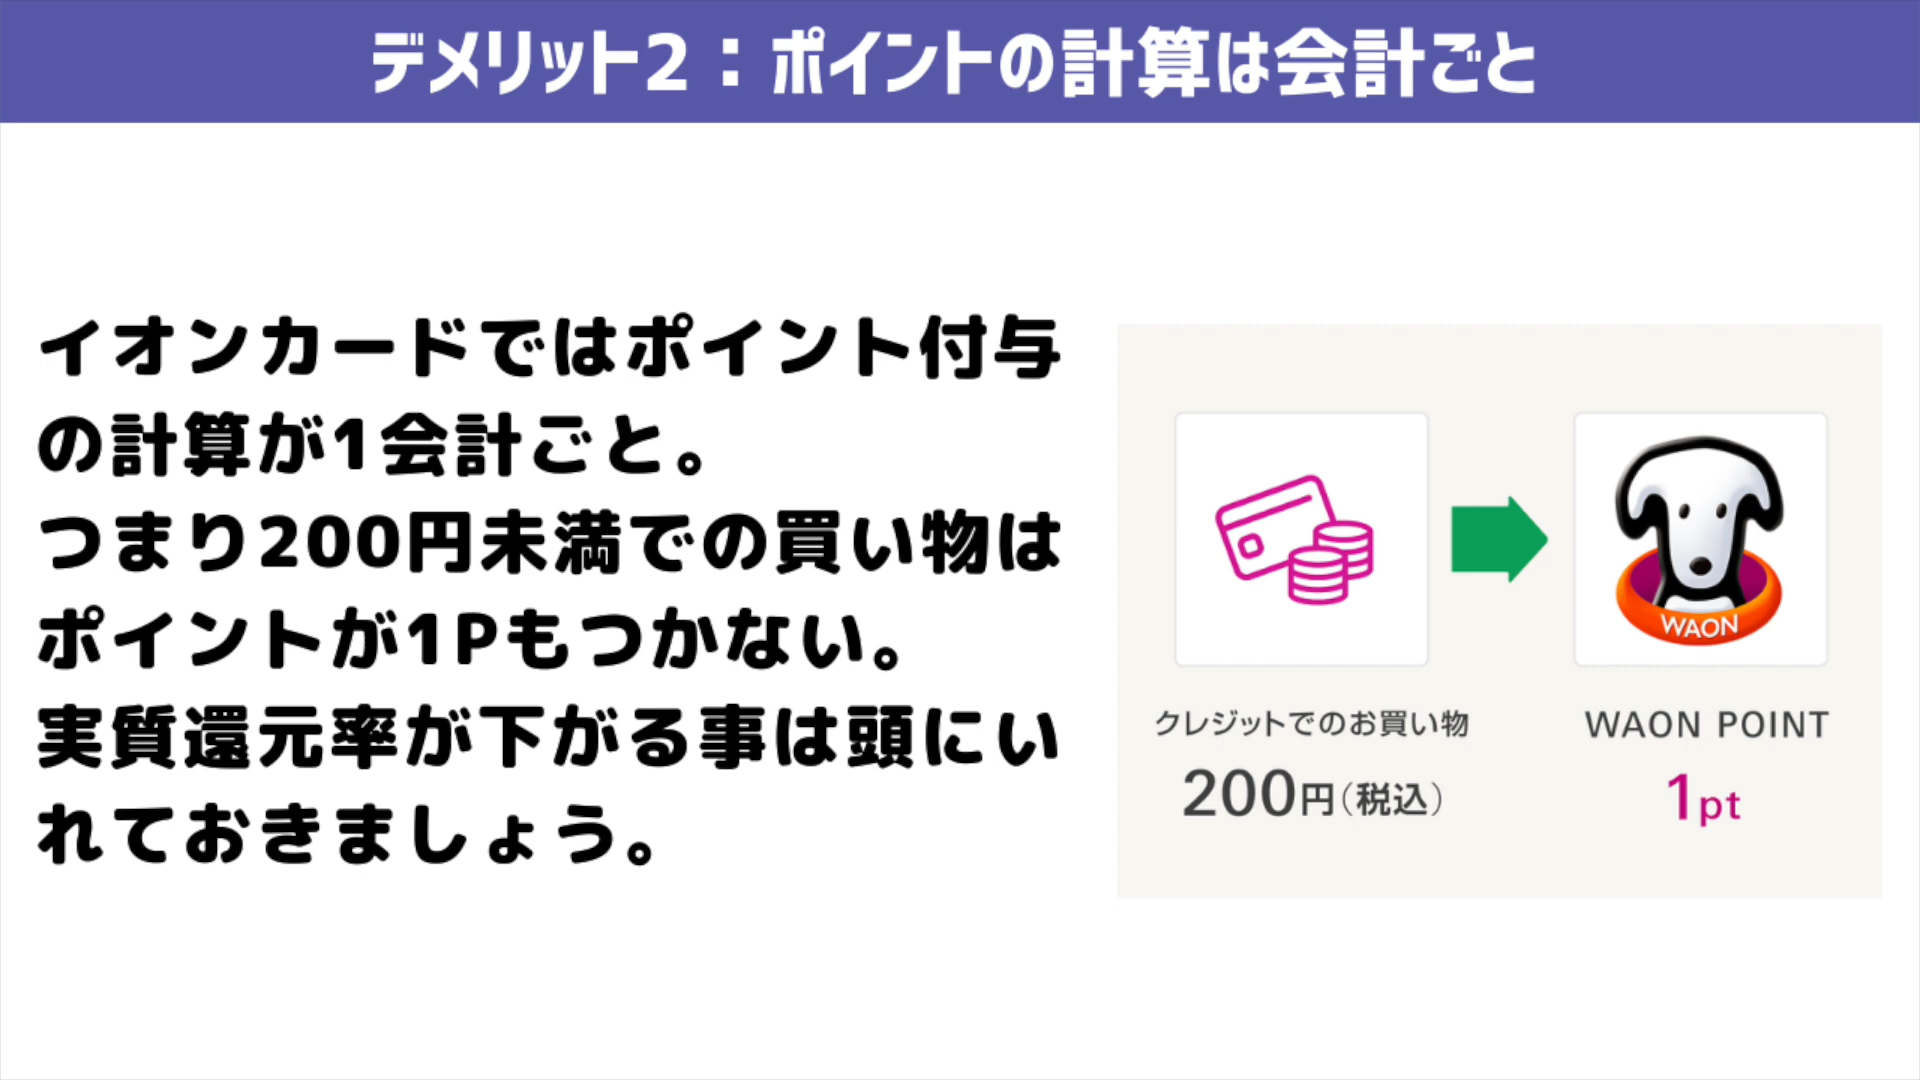 デメリット2：ポイントの計算は会計ごと
イオンカードではポイント付与
の計算が1会計ごと。
つまり200円未満での買い物は
ポイントが1Pもつかない。
実質還元率が下がる事は頭にい
れておきましょう。
WAON
クレジットでのお買い物
200円（税込）
WAON POINT
1pt